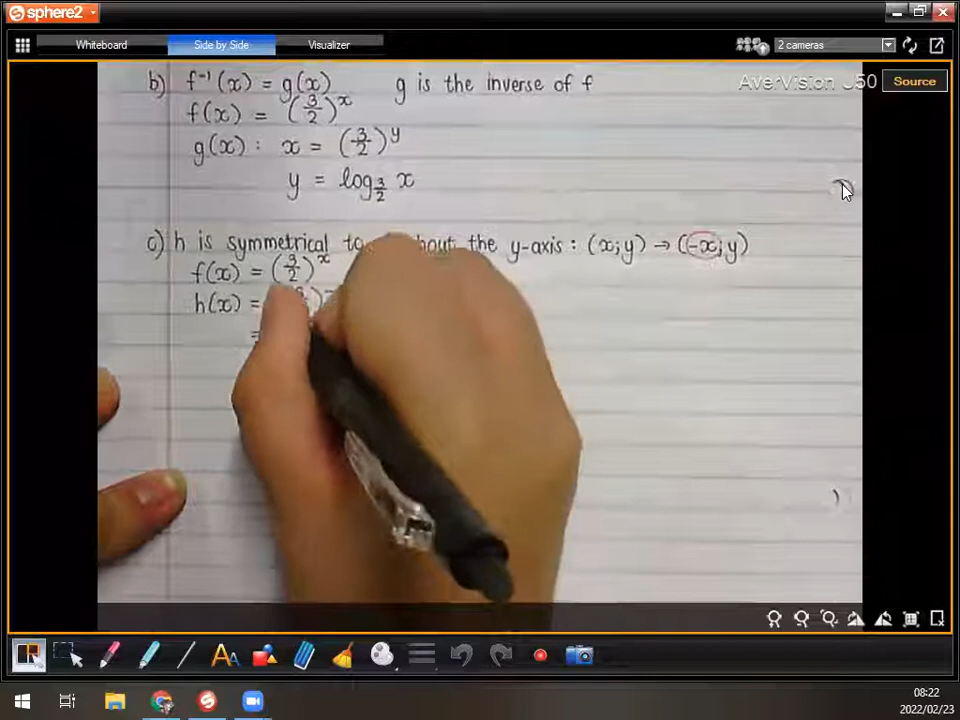 sphere2
Whiteboard
Side by Side
Visualizer
2 cameras
AverVision U50
Source
b) f⁻¹(x) = g(x) g is the inverse of f
f(x) = (3/2)^x
g(x) : x = (3/2)^y
y = log_{3/2} x
c) h is symmetrical to about the y-axis : (x;y) → (-x;y)
f(x) = (3/2)^x
h(x) =
=
08:22
2022/02/23